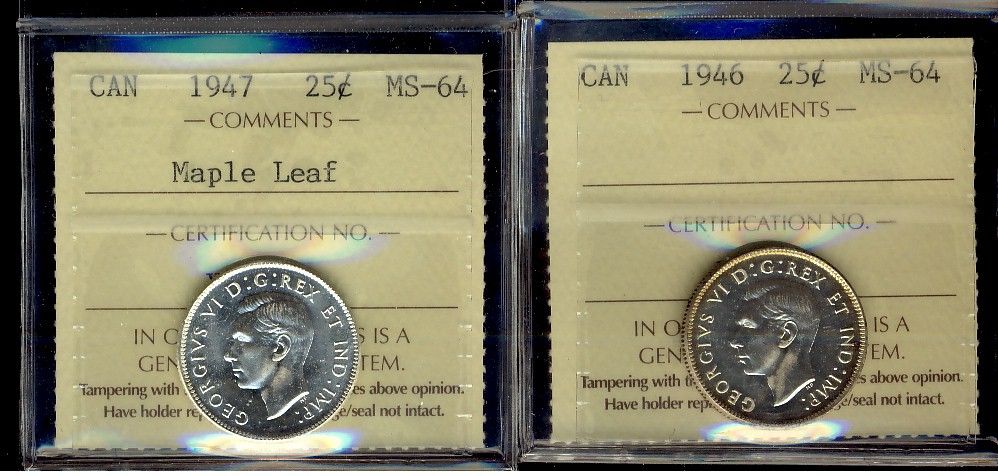 CAN 1947 25¢ MS-64
— COMMENTS —
Maple Leaf
— CERTIFICATION NO. —
IN S IS A
GEN TEM.
Tampering with es above opinion.
Have holder re e/seal not intact.
GEORGIVS VI D:G:REX ET IND:IMP:
CAN 1946 25¢ MS-64
— COMMENTS —
— CERTIFICATION NO. —
IN O IS A
GEN EM.
Tampering with th es above opinion.
Have holder rep e/seal not intact.
GEORGIVS VI D:G:REX ET IND:IMP: